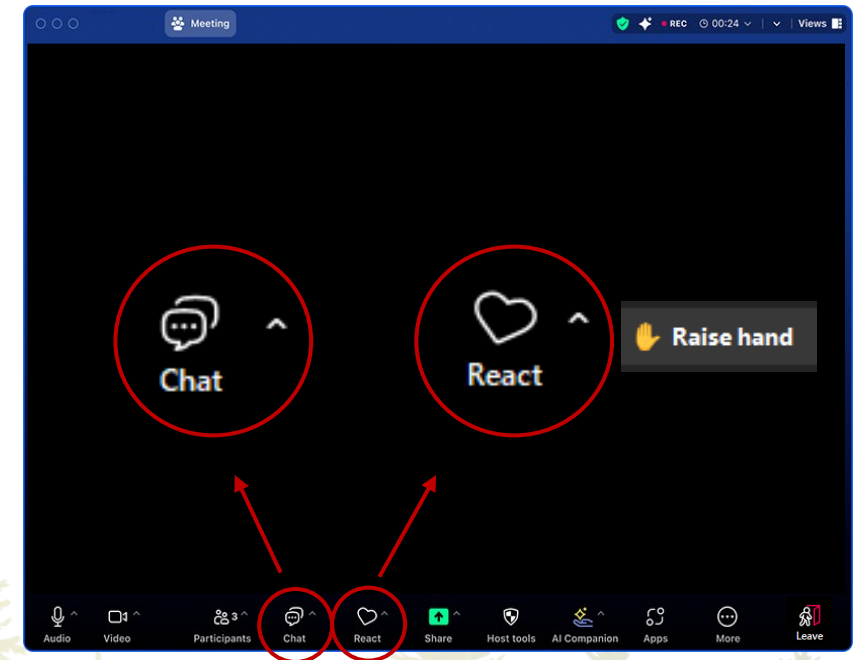 Meeting
REC 00:24 Views
Chat
React
Raise hand
Audio
Video
3
Participants
Chat
React
Share
Host tools
AI Companion
Apps
More
Leave